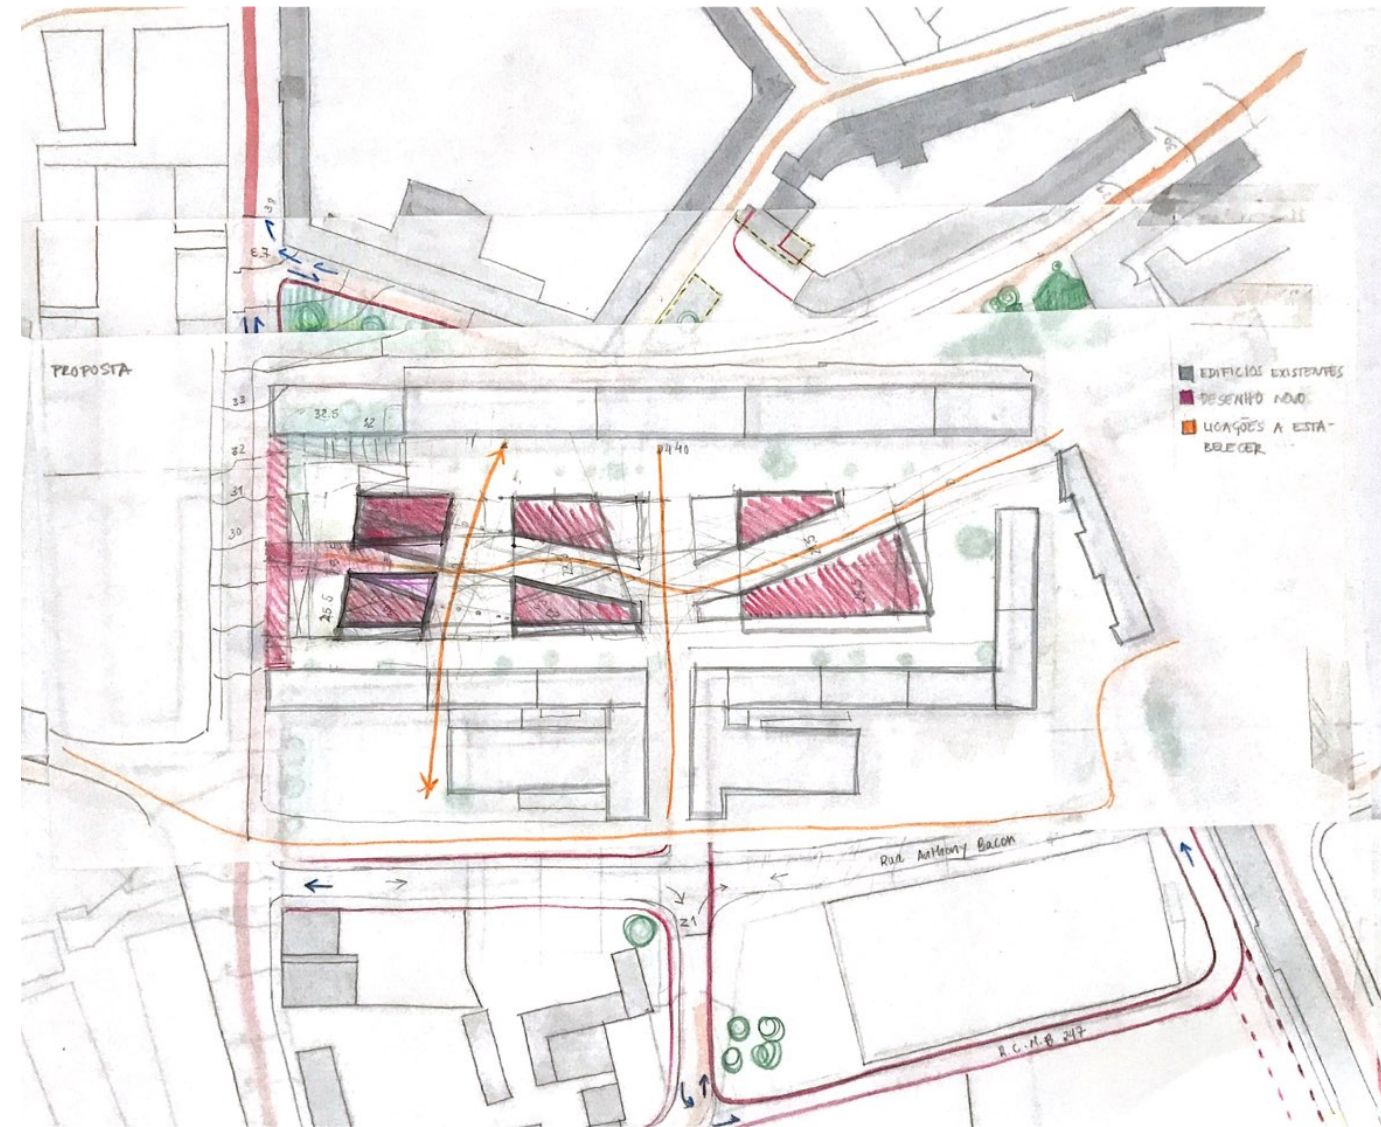 PROPOSTA
EDIFICIOS EXISTENTES
DESENHO NOVO
LIGAÇÕES A ESTA-
BELECER
33
32.5
12
32
31
30
25.5
Rua Anthony Bacon
21
R.C.M.B 247